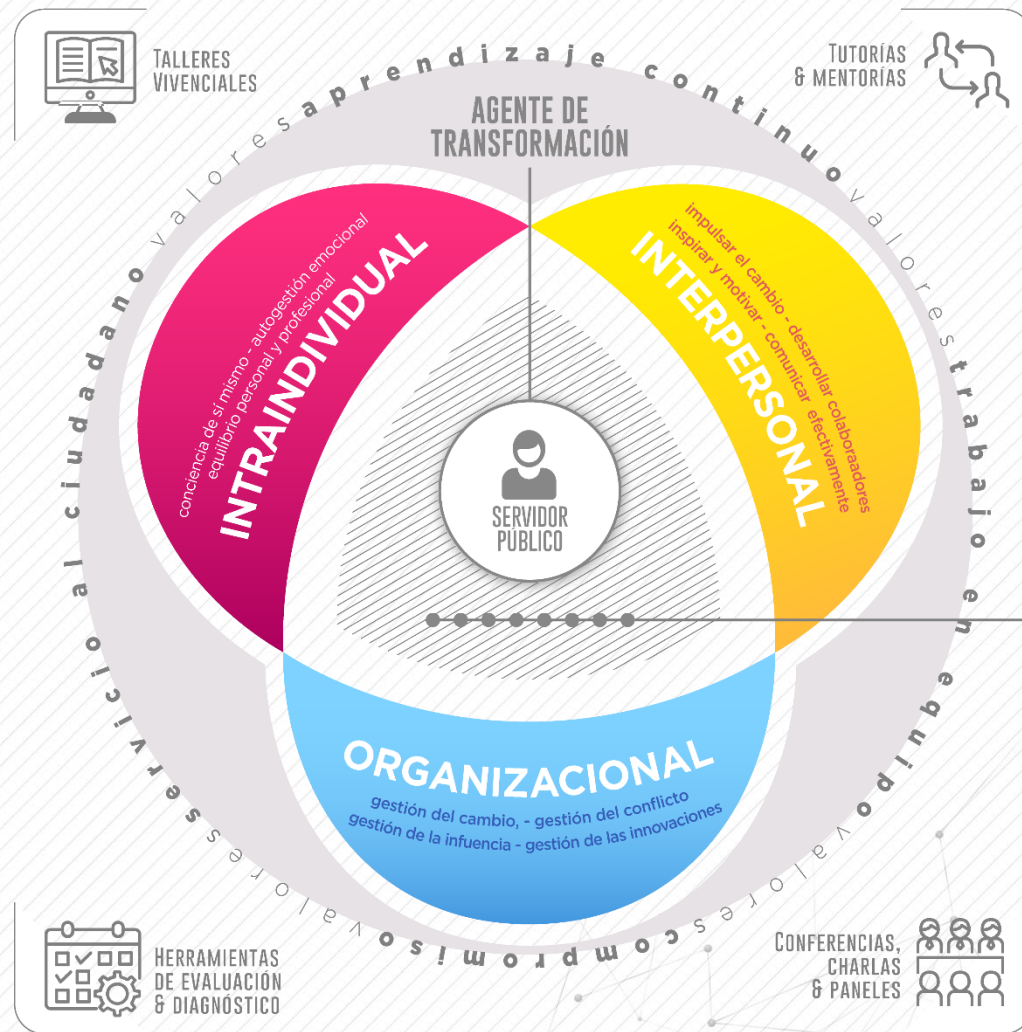 TALLERES
VIVENCIALES
TUTORÍAS
& MENTORÍAS
valores aprendizaje continuo valores trabajo en equipo valores compromiso valores servicio al ciudadano
AGENTE DE
TRANSFORMACIÓN
conciencia de sí mismo - autogestión emocional
equilibrio personal y profesional
INTRAINDIVIDUAL
impulsar el cambio - desarrollar colaboraadores
inspirar y motivar - comunicar efectivamente
INTERPERSONAL
SERVIDOR
PÚBLICO
ORGANIZACIONAL
gestión del cambio, - gestión del conflicto
gestión de la infuencia - gestión de las innovaciones
HERRAMIENTAS
DE EVALUACIÓN
& DIAGNÓSTICO
CONFERENCIAS,
CHARLAS
& PANELES